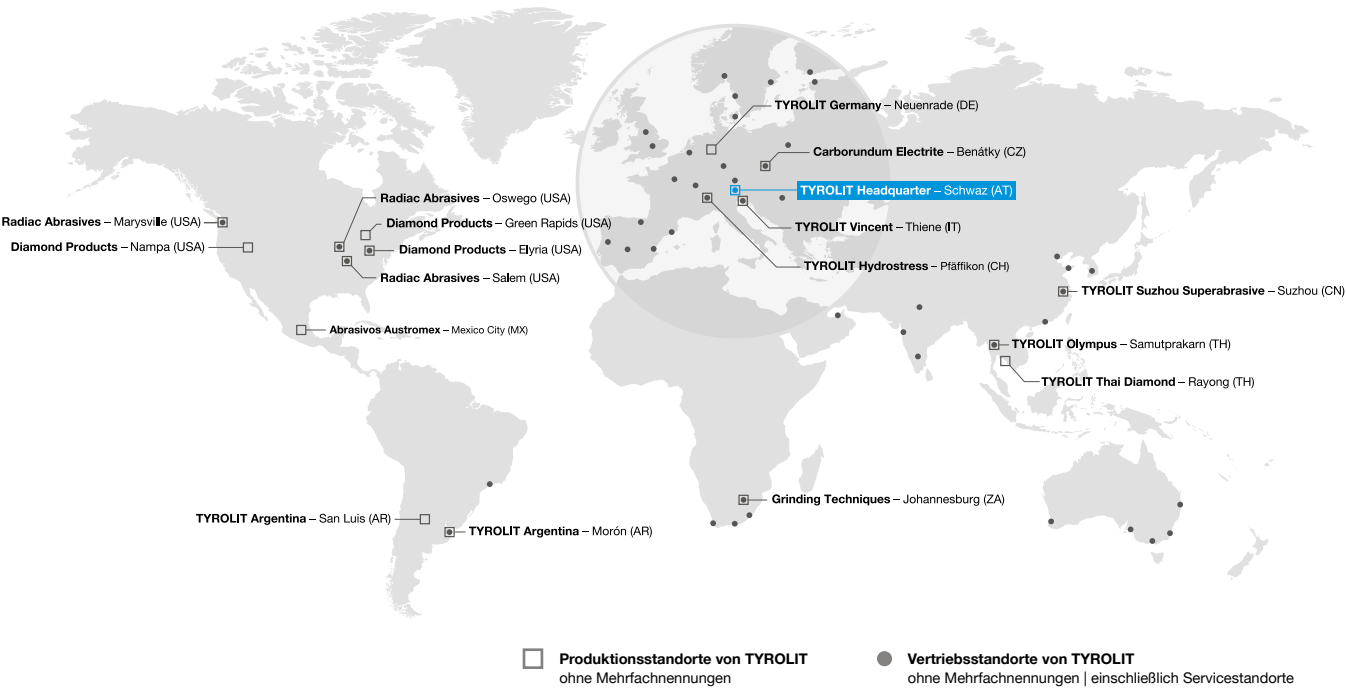 TYROLIT Germany – Neuenrade (DE)
Carborundum Electrite – Benátky (CZ)
TYROLIT Headquarter – Schwaz (AT)
Radiac Abrasives – Oswego (USA)
Radiac Abrasives – Marysville (USA)
Diamond Products – Green Rapids (USA)
TYROLIT Vincent – Thiene (IT)
Diamond Products – Nampa (USA)
Diamond Products – Elyria (USA)
TYROLIT Hydrostress – Pfäffikon (CH)
Radiac Abrasives – Salem (USA)
TYROLIT Suzhou Superabrasive – Suzhou (CN)
Abrasivos Austromex – Mexico City (MX)
TYROLIT Olympus – Samutprakarn (TH)
TYROLIT Thai Diamond – Rayong (TH)
Grinding Techniques – Johannesburg (ZA)
TYROLIT Argentina – San Luis (AR)
TYROLIT Argentina – Morón (AR)
Produktionsstandorte von TYROLIT
ohne Mehrfachnennungen
Vertriebsstandorte von TYROLIT
ohne Mehrfachnennungen | einschließlich Servicestandorte